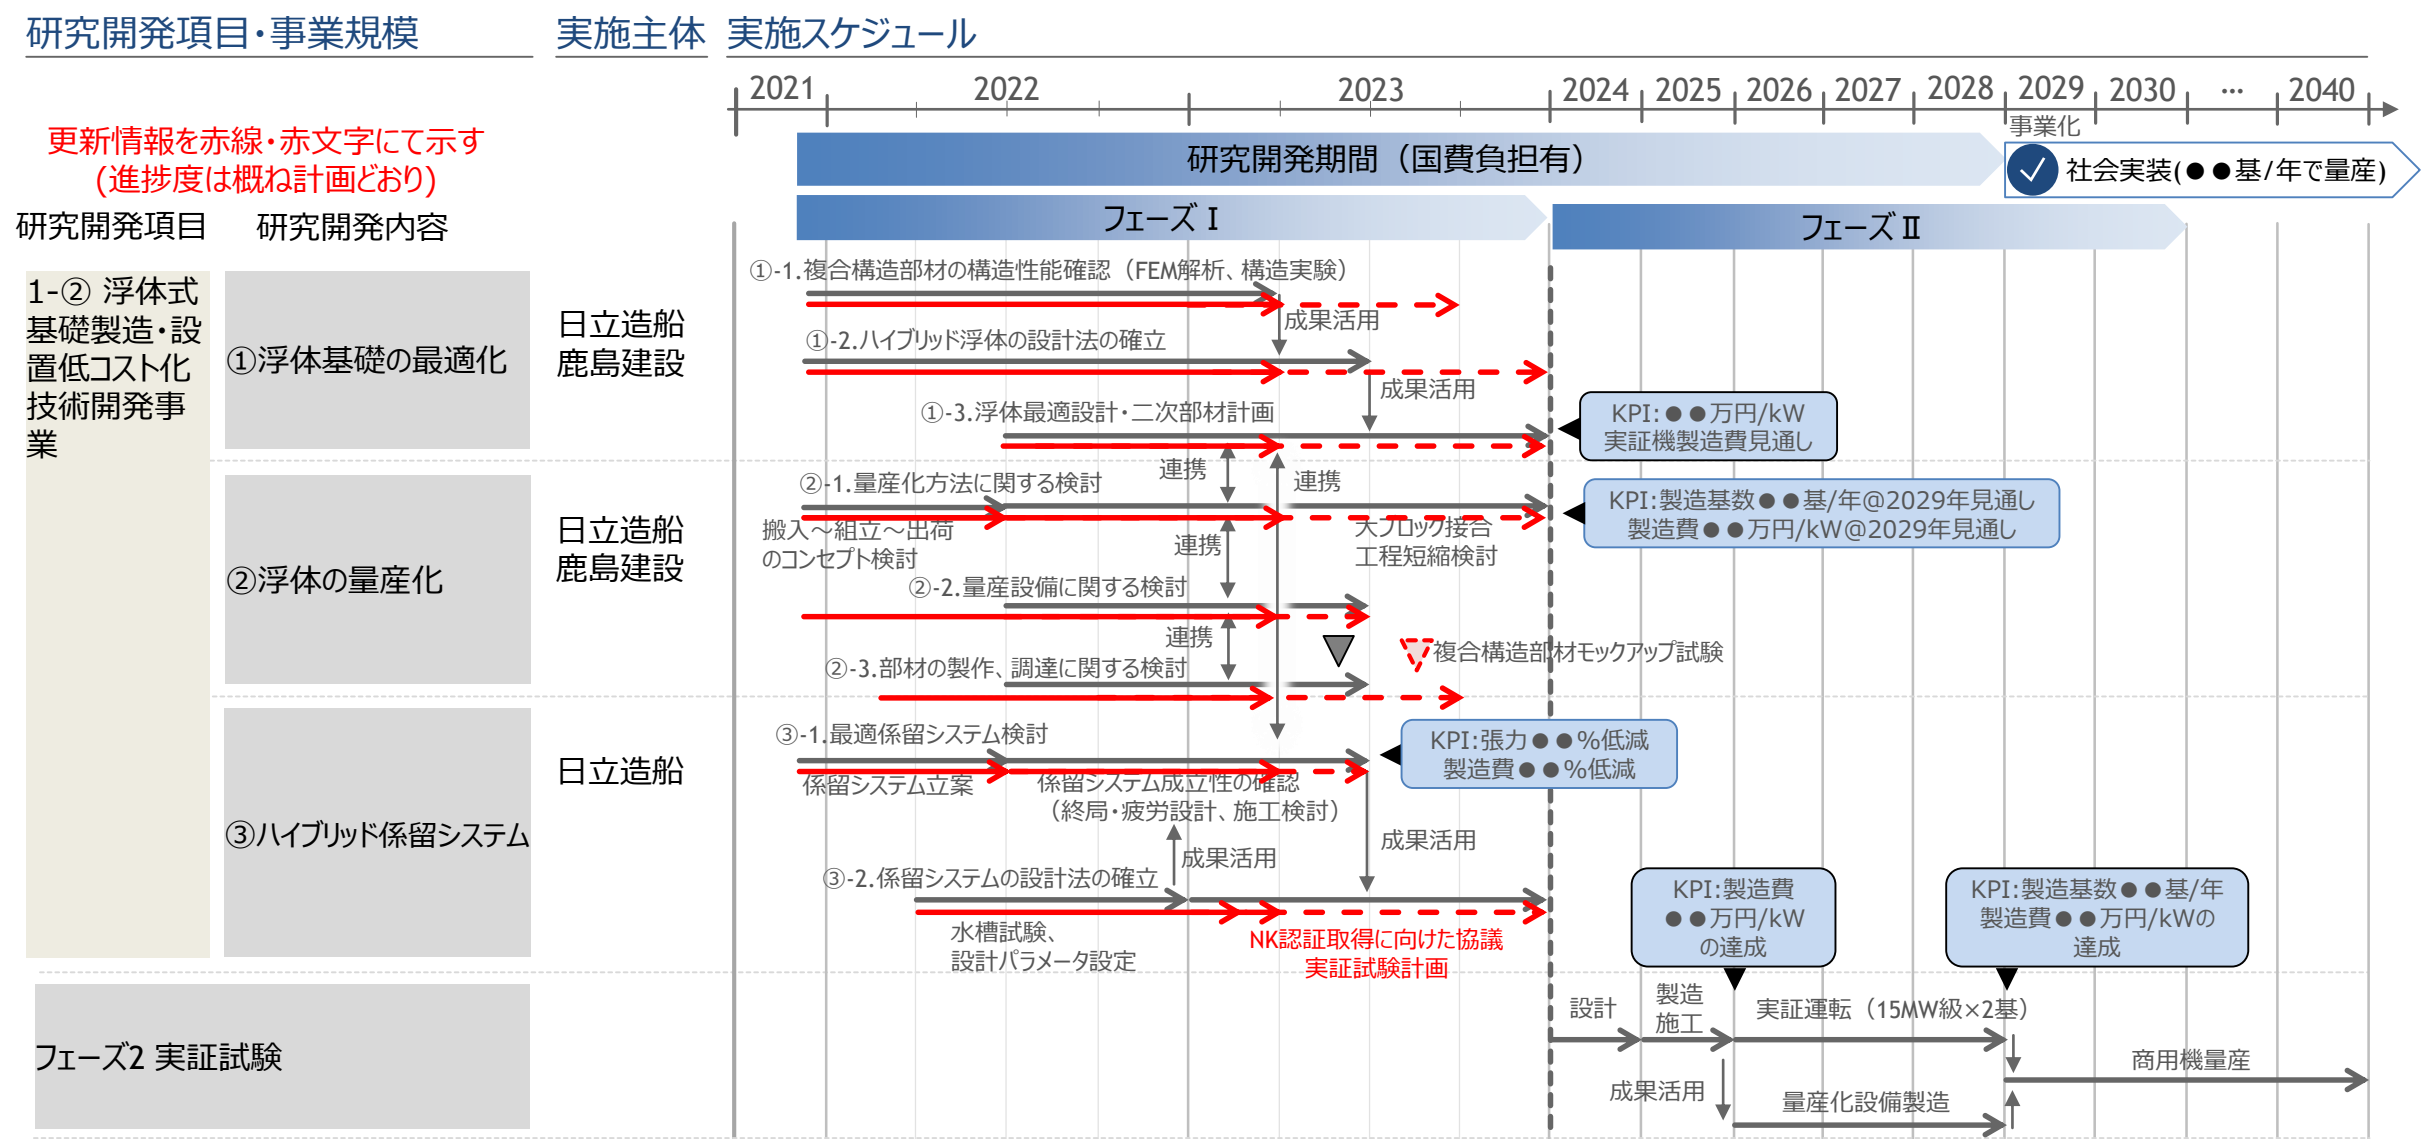 研究開発項目・事業規模
実施主体
実施スケジュール
2021
2022
2023
2024
2025
2026
2027
2028
2029
2030
…
2040
更新情報を赤線・赤文字にて示す
(進捗度は概ね計画どおり)
事業化
研究開発期間（国費負担有）
社会実装(●●基/年で量産)
研究開発項目
研究開発内容
フェーズ I
フェーズ II
1-② 浮体式
基礎製造・設
置低コスト化
技術開発事
業
①浮体基礎の最適化
日立造船
鹿島建設
①-1.複合構造部材の構造性能確認（FEM解析、構造実験）
成果活用
①-2.ハイブリッド浮体の設計法の確立
成果活用
①-3.浮体最適設計・二次部材計画
KPI:●●万円/kW
実証機製造費見通し
連携
連携
②浮体の量産化
日立造船
鹿島建設
②-1.量産化方法に関する検討
KPI:製造基数●●基/年@2029年見通し
製造費●●万円/kW@2029年見通し
搬入～組立～出荷
のコンセプト検討
連携
大ブロック接合
工程短縮検討
②-2.量産設備に関する検討
連携
複合構造部材モックアップ試験
②-3.部材の製作、調達に関する検討
③ハイブリッド係留システム
日立造船
③-1.最適係留システム検討
KPI:張力●●%低減
製造費●●%低減
係留システム立案
係留システム成立性の確認
（終局・疲労設計、施工検討）
成果活用
成果活用
③-2.係留システムの設計法の確立
水槽試験、
設計パラメータ設定
NK認証取得に向けた協議
実証試験計画
KPI:製造費
●●万円/kW
の達成
KPI:製造基数●●基/年
製造費●●万円/kWの
達成
フェーズ2 実証試験
設計
製造
施工
実証運転（15MW級×2基）
成果活用
量産化設備製造
商用機量産